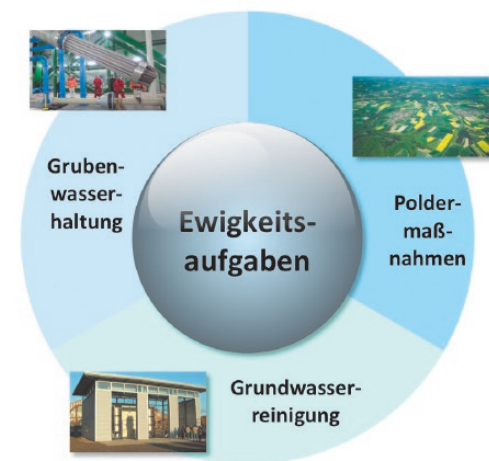 Gruben-
wasser-
haltung
Ewigkeits-
aufgaben
Polder-
maß-
nahmen
Grundwasser-
reinigung